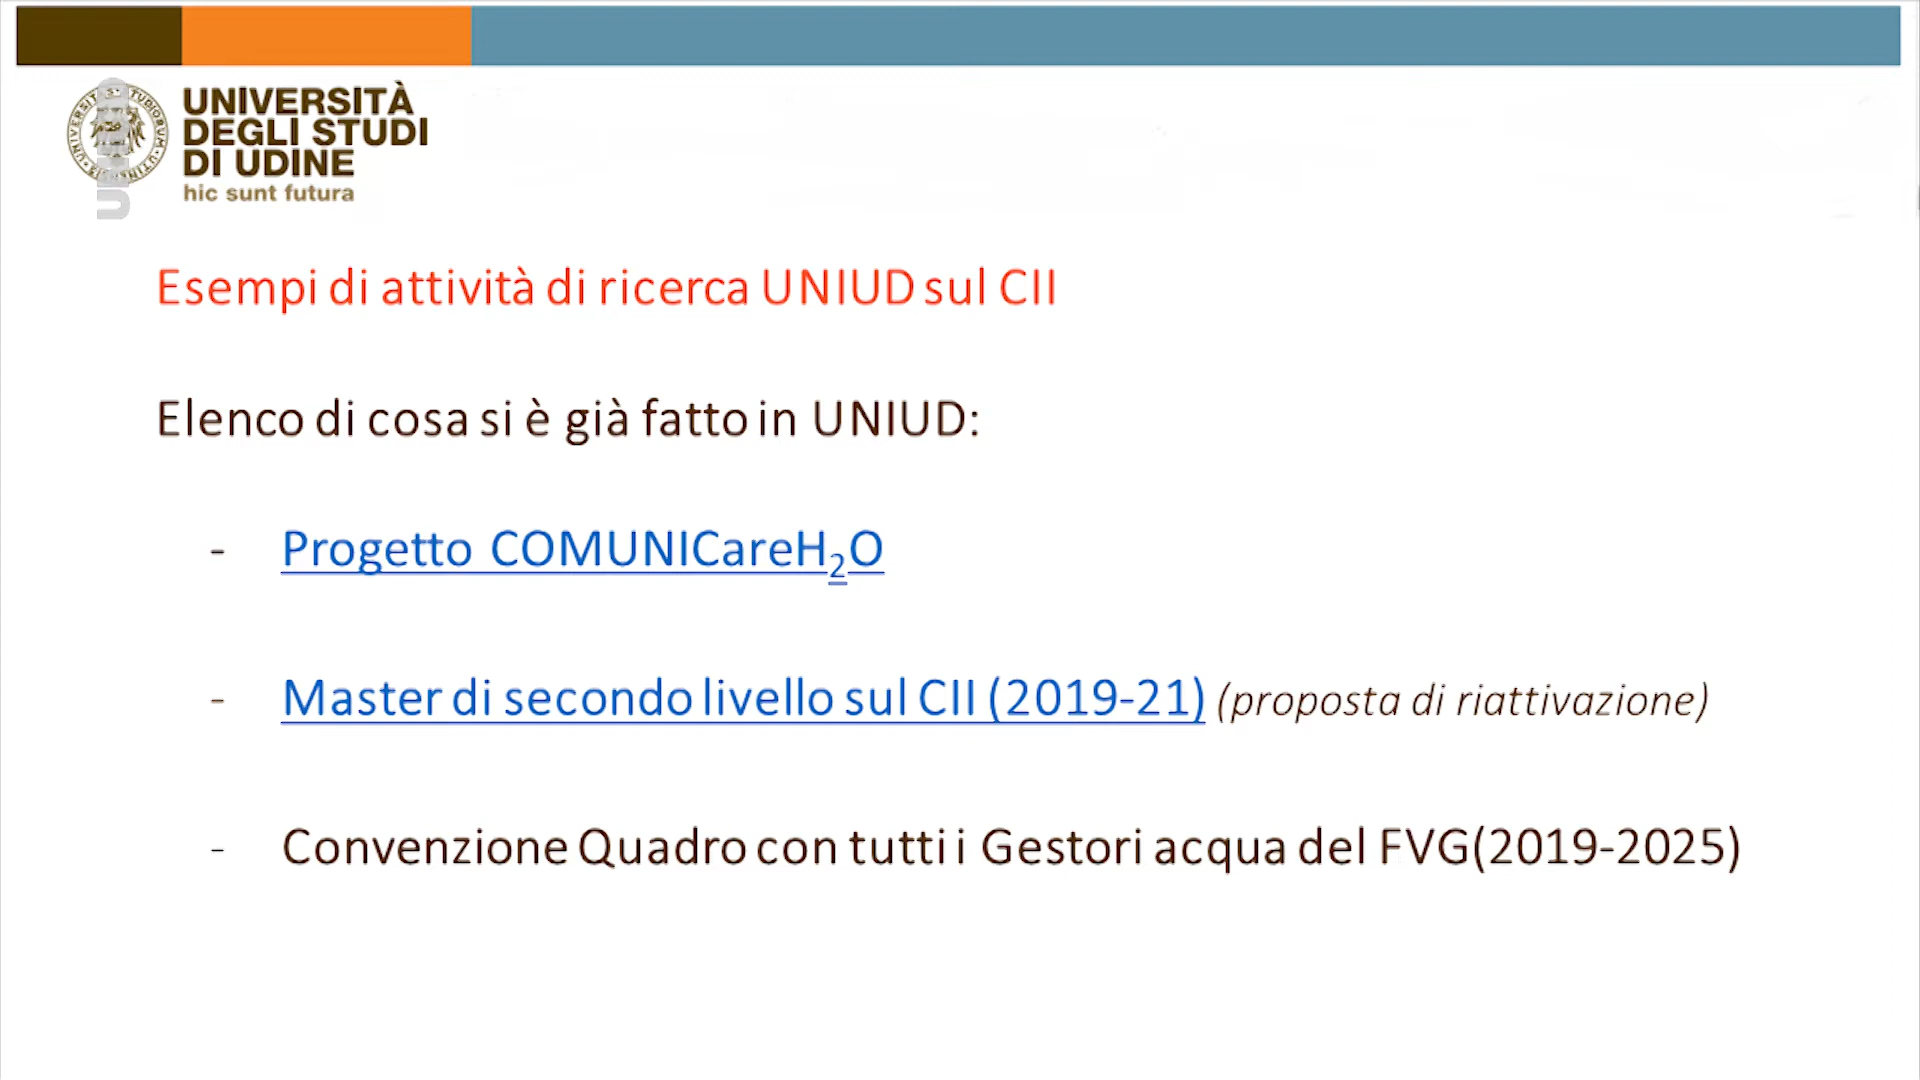 UNIVERSITÀ
DEGLI STUDI
DI UDINE
hic sunt futura
Esempi di attività di ricerca UNIUD sul CII
Elenco di cosa si è già fatto in UNIUD:
- Progetto COMUNICareH₂O
- Master di secondo livello sul CII (2019-21) (proposta di riattivazione)
- Convenzione Quadro con tutti i Gestori acqua del FVG(2019-2025)